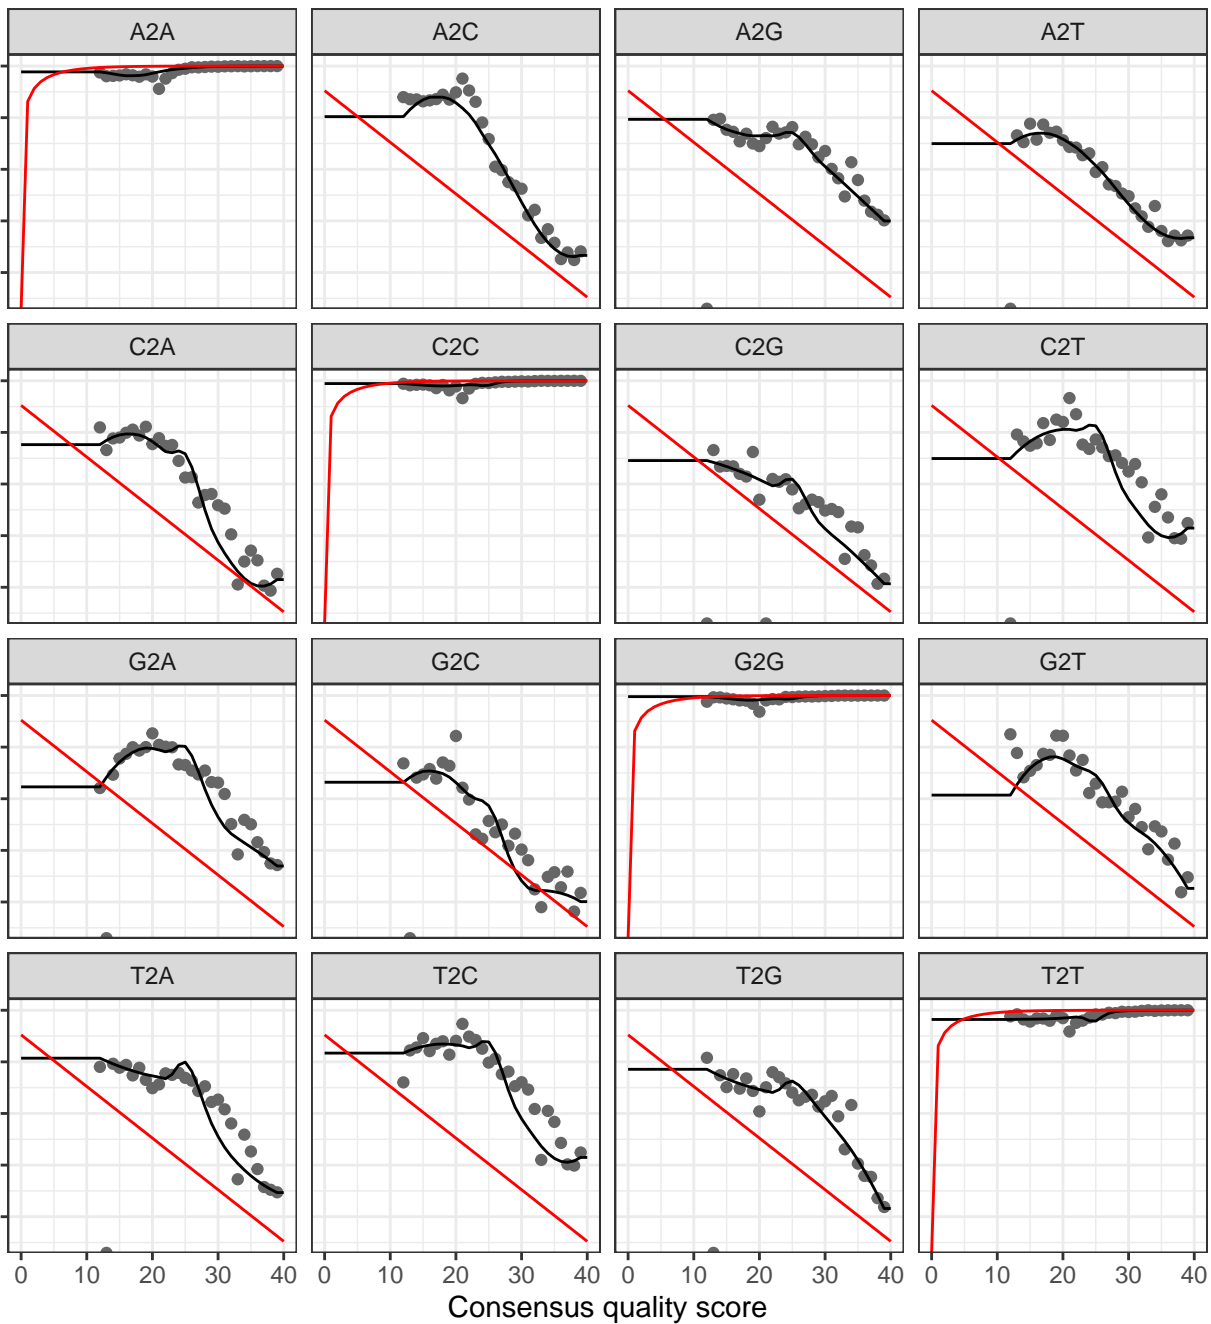 A2A A2C A2G A2T
C2A C2C C2G C2T
G2A G2C G2G G2T
T2A T2C T2G T2T
0 10 20 30 40 0 10 20 30 40 0 10 20 30 40 0 10 20 30 40
Consensus quality score